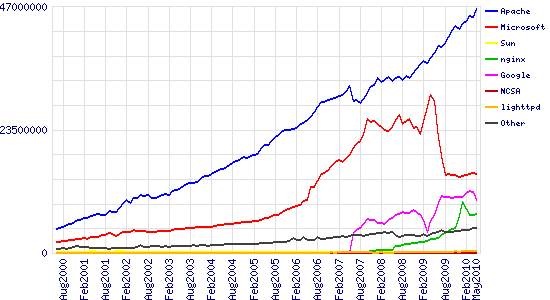 47000000
23500000
0
Apache
Microsoft
Sun
nginx
Google
NCSA
lighttpd
Other
Aug2000
Feb2001
Aug2001
Feb2002
Aug2002
Feb2003
Aug2003
Feb2004
Aug2004
Feb2005
Aug2005
Feb2006
Aug2006
Feb2007
Aug2007
Feb2008
Aug2008
Feb2009
Aug2009
Feb2010
May2010